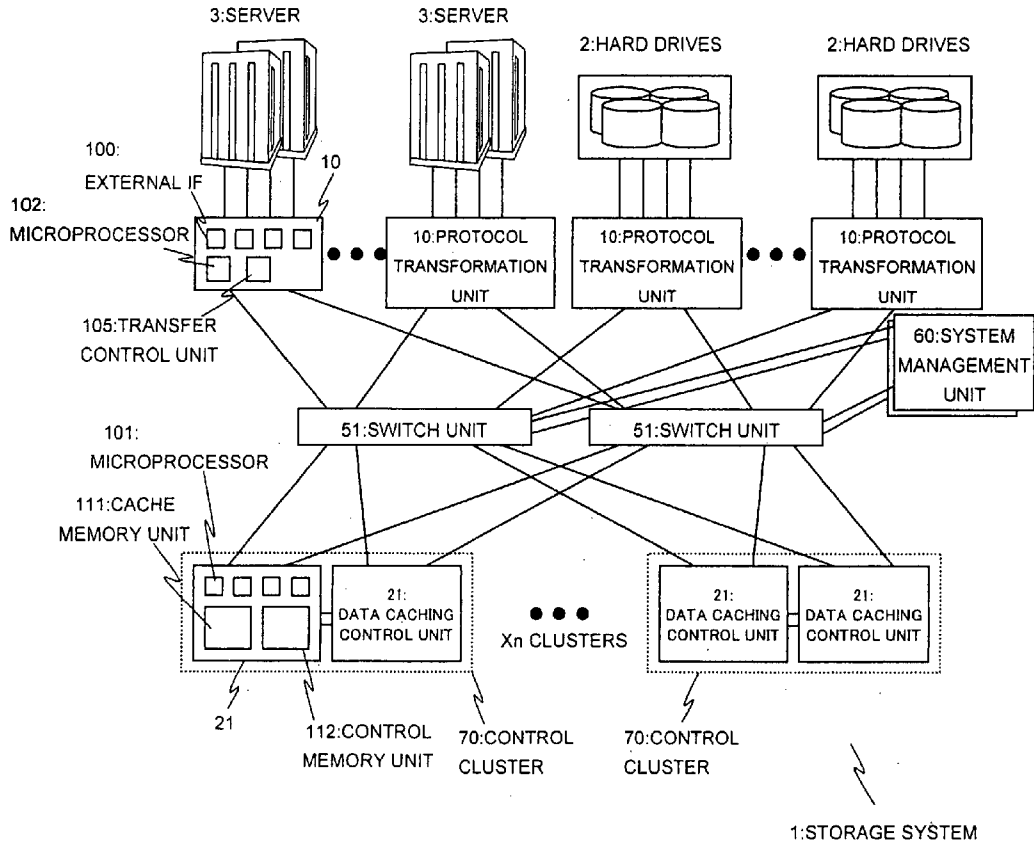 3:SERVER
3:SERVER
2:HARD DRIVES
2:HARD DRIVES
100:
EXTERNAL IF
10
102:
MICROPROCESSOR
10:PROTOCOL
TRANSFORMATION
UNIT
10:PROTOCOL
TRANSFORMATION
UNIT
10:PROTOCOL
TRANSFORMATION
UNIT
105:TRANSFER
CONTROL UNIT
60:SYSTEM
MANAGEMENT
UNIT
51:SWITCH UNIT
51:SWITCH UNIT
101:
MICROPROCESSOR
111:CACHE
MEMORY UNIT
21:
DATA CACHING
CONTROL UNIT
Xn CLUSTERS
21:
DATA CACHING
CONTROL UNIT
21:
DATA CACHING
CONTROL UNIT
21
112:CONTROL
MEMORY UNIT
70:CONTROL
CLUSTER
70:CONTROL
CLUSTER
1:STORAGE SYSTEM